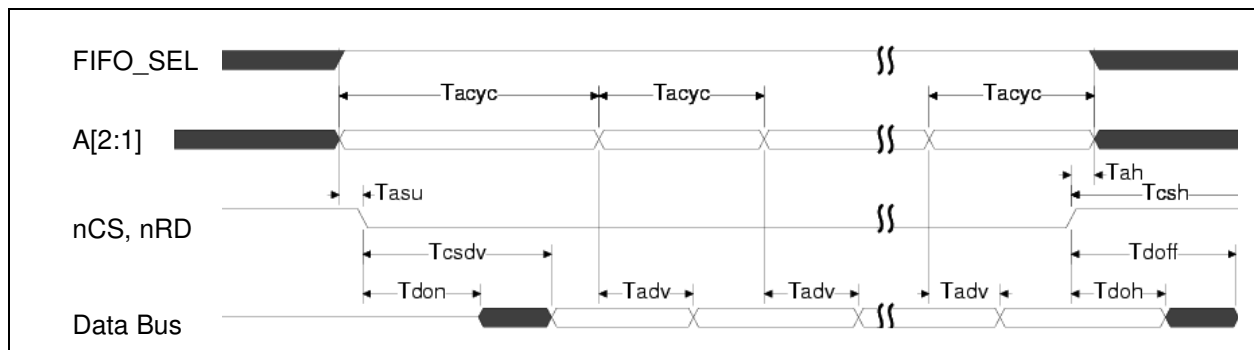 FIFO_SEL
Tacyc Tacyc Tacyc
A[2:1]
Tasu Tah
Tcsh
nCS, nRD
Tcsdv Tdoff
Tdon Tadv Tadv Tadv Tdoh
Data Bus